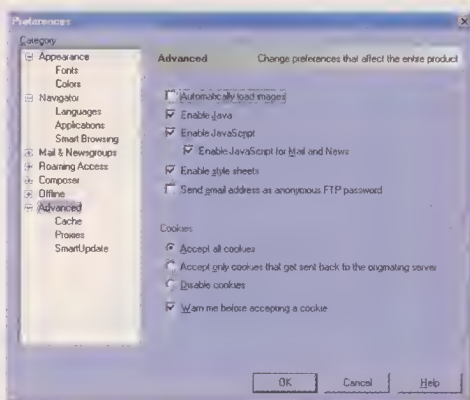 Preferences
Category
Appearance
Fonts
Colors
Navigator
Languages
Applications
Smart Browsing
Mail & Newsgroups
Roaming Access
Composer
Offline
Advanced
Cache
Proxies
SmartUpdate
Advanced
Change preferences that affect the entire product
Automatically load images
Enable Java
Enable JavaScript
Enable JavaScript for Mail and News
Enable style sheets
Send email address as anonymous FTP password
Cookies
Accept all cookies
Accept only cookies that get sent back to the originating server
Disable cookies
Warn me before accepting a cookie
OK
Cancel
Help